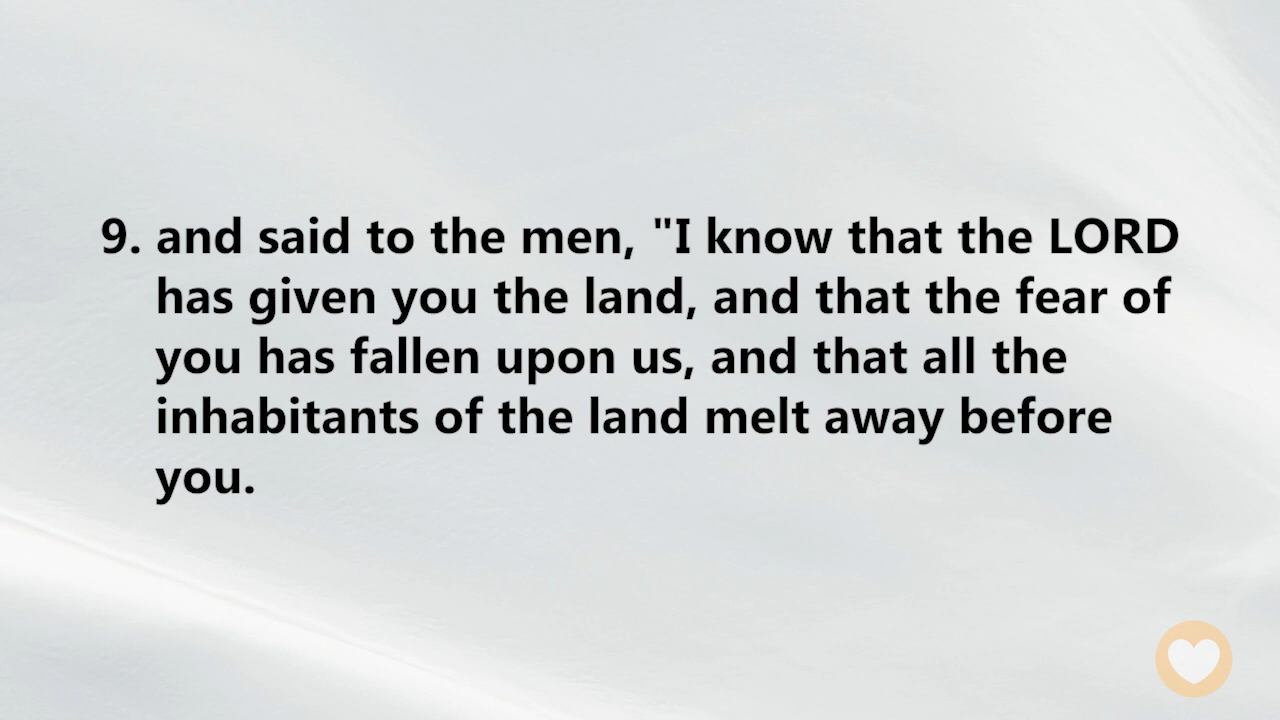 9. and said to the men, "I know that the LORD
has given you the land, and that the fear of
you has fallen upon us, and that all the
inhabitants of the land melt away before
you.